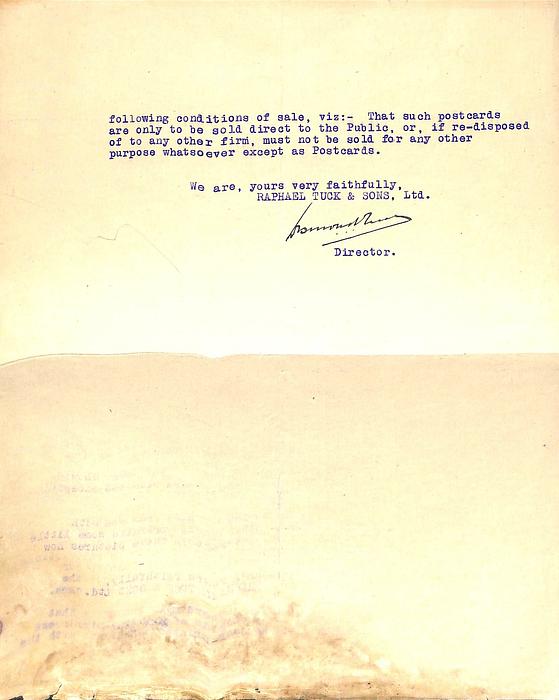 following conditions of sale, viz:- That such postcards
are only to be sold direct to the Public, or, if re-disposed
of to any other firm, must not be sold for any other
purpose whatsoever except as Postcards.
We are, yours very faithfully,
RAPHAEL TUCK & SONS, Ltd.
Desmond Tuck
Director.